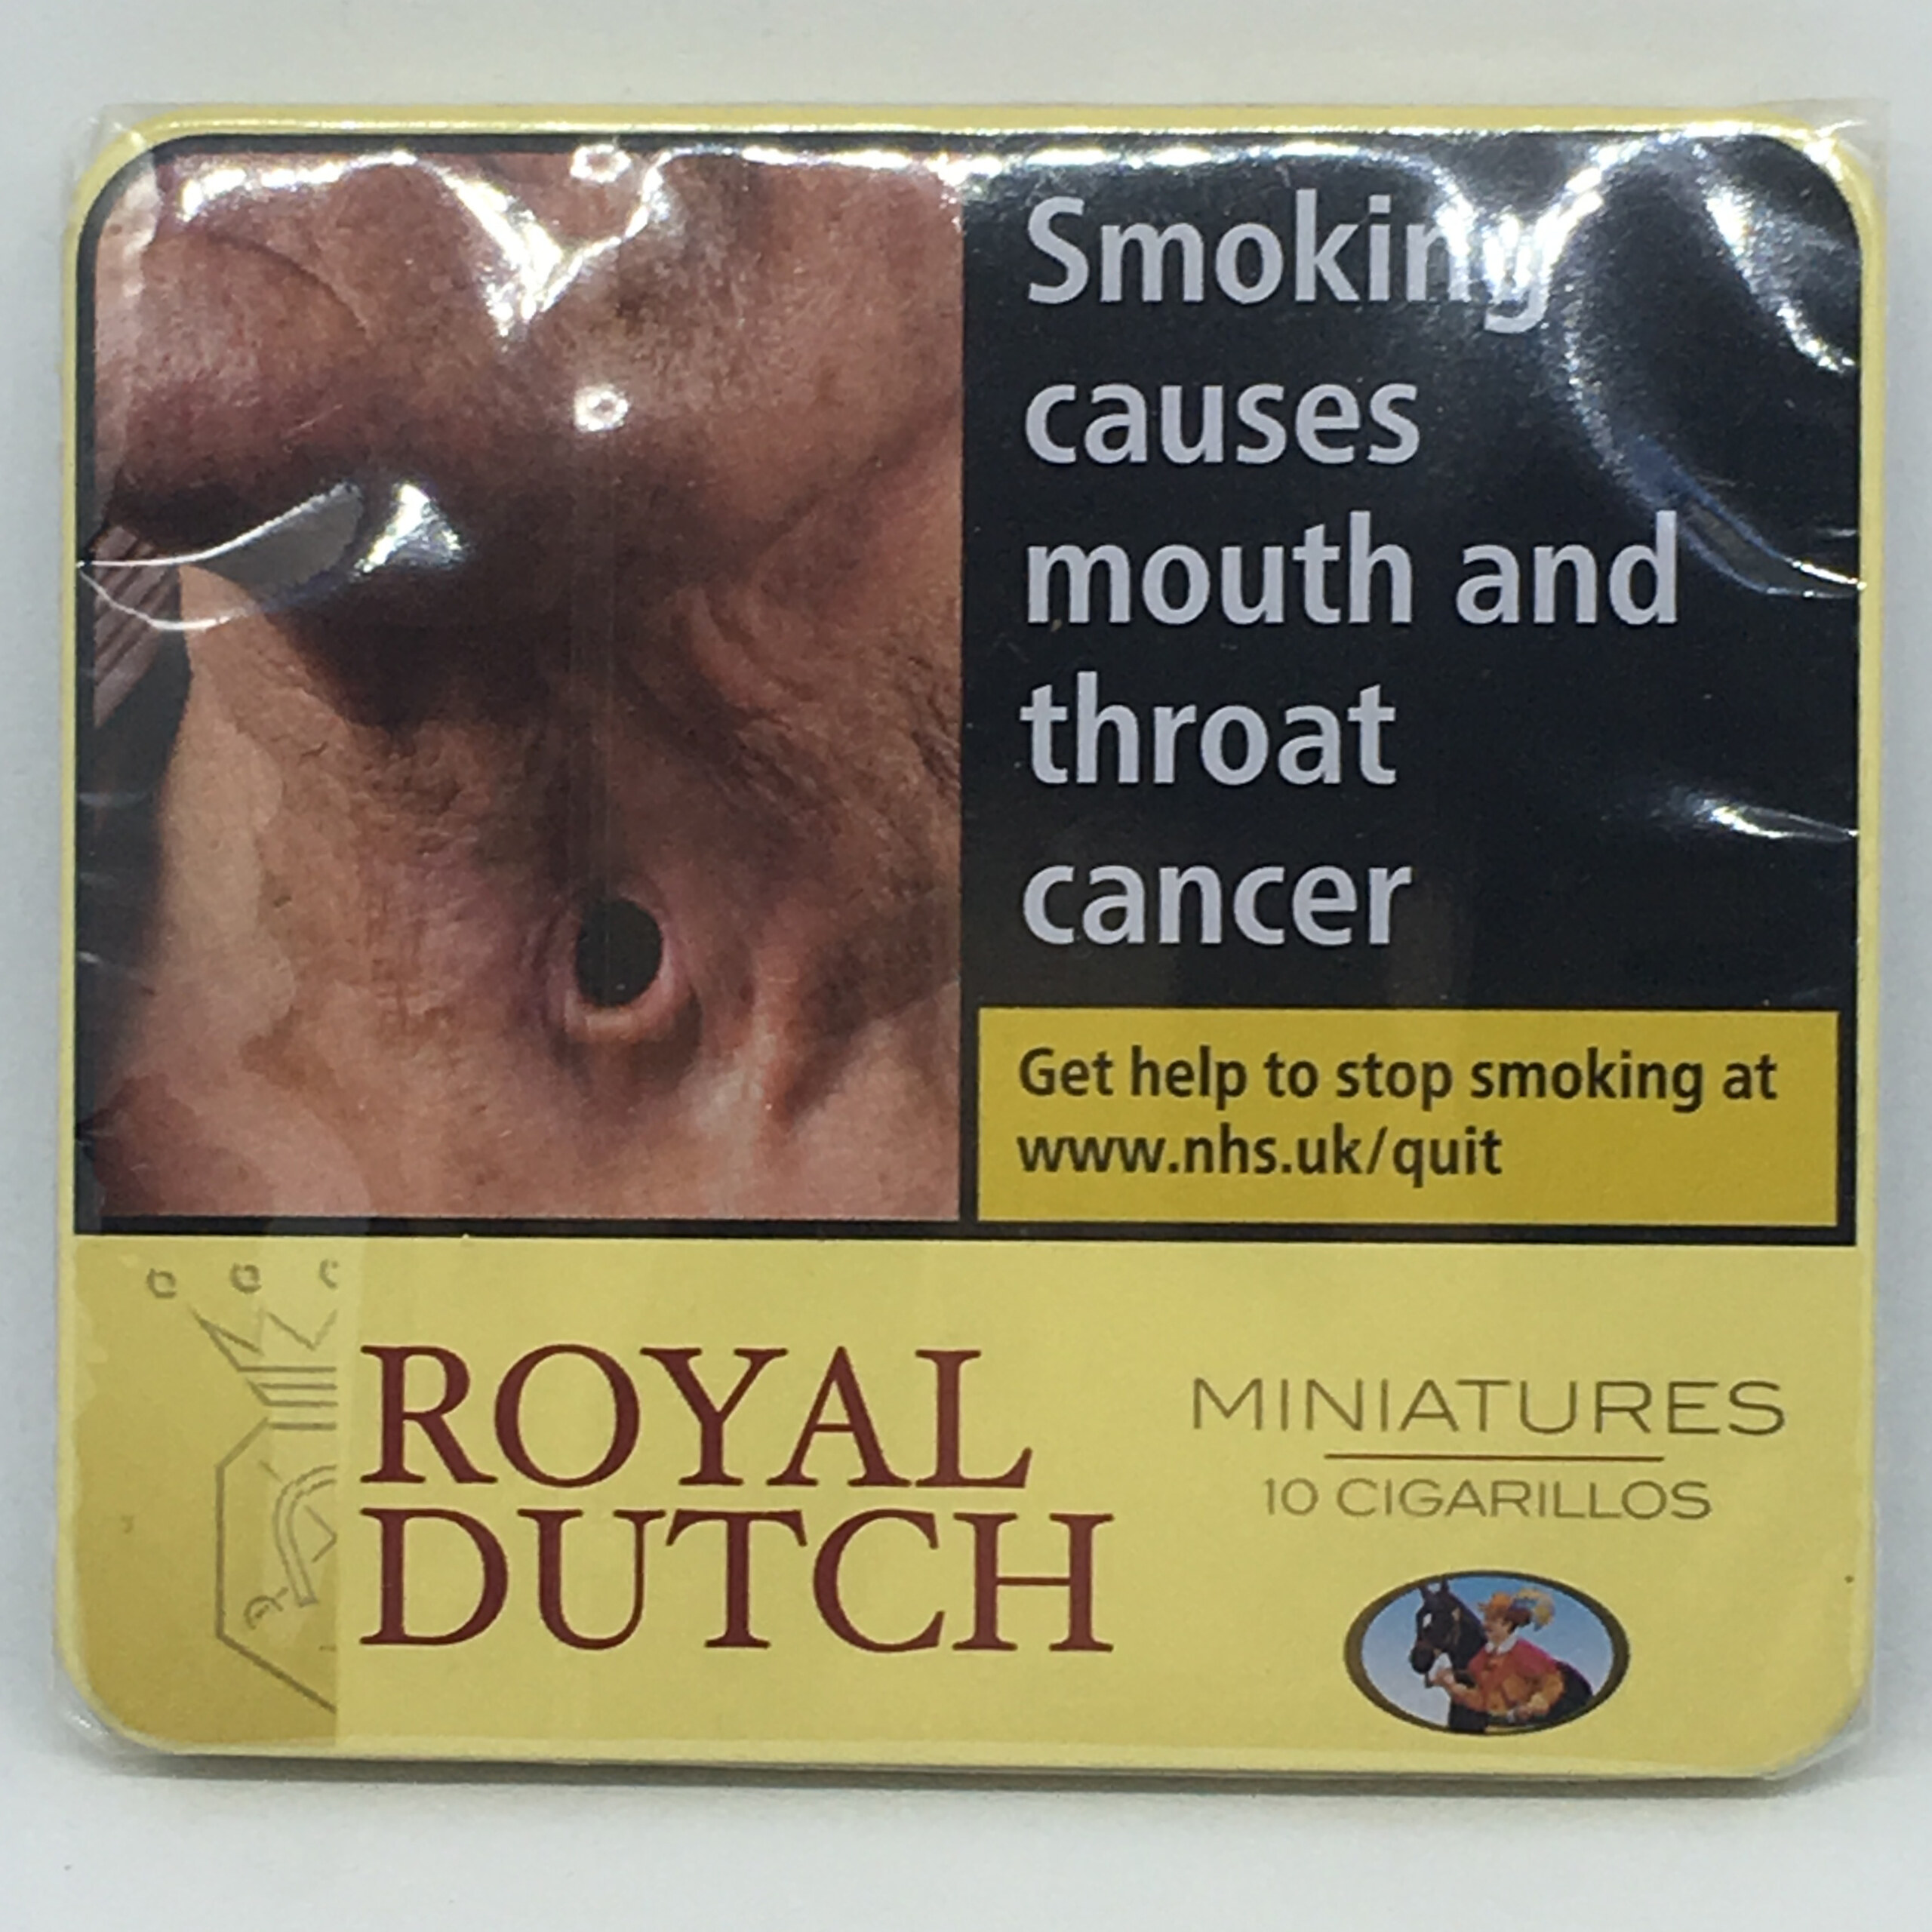 Smoking
causes
mouth and
throat
cancer
Get help to stop smoking at
www.nhs.uk/quit
ROYAL
DUTCH
MINIATURES
10 CIGARILLOS